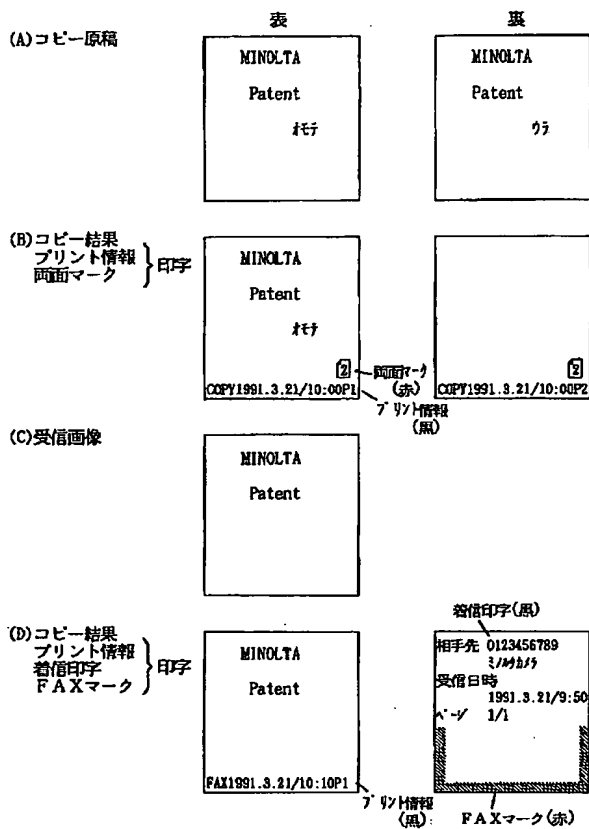 表 裏
(A)コピー原稿
MINOLTA
Patent
オモテ
MINOLTA
Patent
ウラ
(B)コピー結果
プリント情報
両面マーク
印字
MINOLTA
Patent
オモテ
2
COPY1991.3.21/10:00P1
両面マーク
(赤)
プリント情報
(黒)
2
COPY1991.3.21/10:00P2
(C)受信画像
MINOLTA
Patent
(D)コピー結果
プリント情報
着信印字
FAXマーク
印字
MINOLTA
Patent
FAX1991.3.21/10:10P1
プリント情報
(黒)
着信印字(黒)
相手先 0123456789
ミノルタカメラ
受信日時
1991.3.21/9:50
ページ 1/1
FAXマーク(赤)